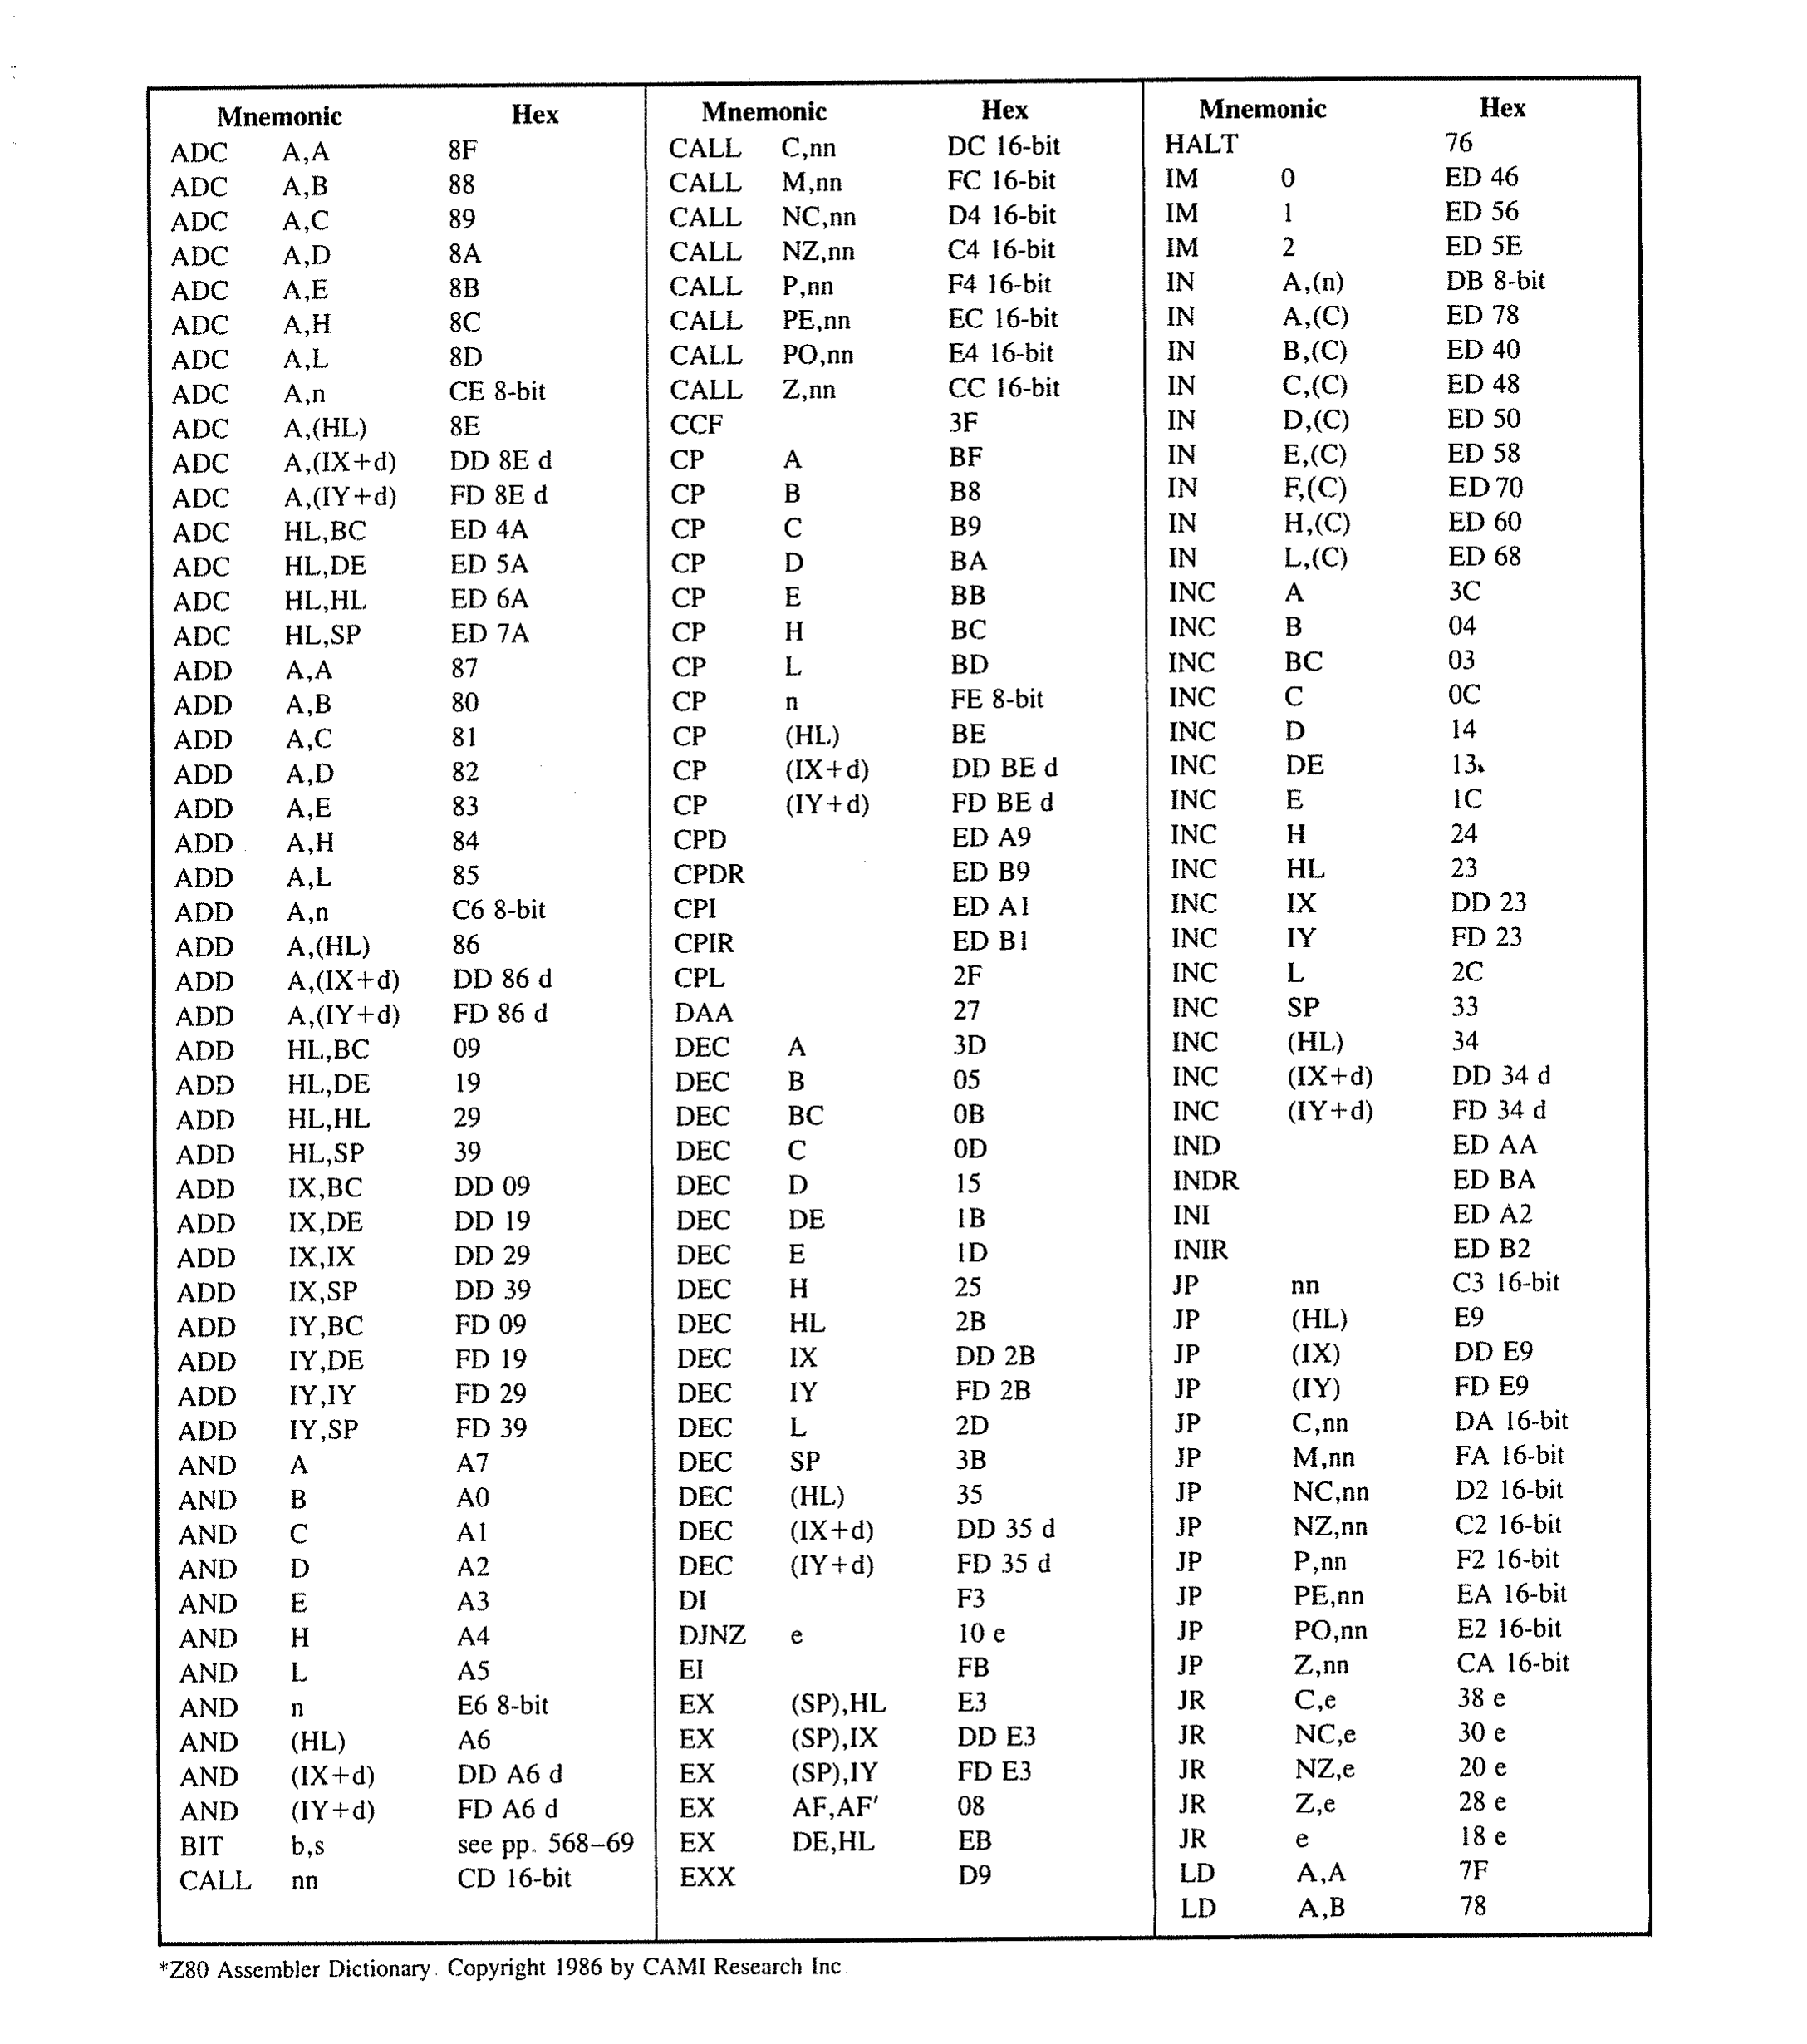 Mnemonic Hex
ADC A,A 8F
ADC A,B 88
ADC A,C 89
ADC A,D 8A
ADC A,E 8B
ADC A,H 8C
ADC A,L 8D
ADC A,n CE 8-bit
ADC A,(HL) 8E
ADC A,(IX+d) DD 8E d
ADC A,(IY+d) FD 8E d
ADC HL,BC ED 4A
ADC HL,DE ED 5A
ADC HL,HL ED 6A
ADC HL,SP ED 7A
ADD A,A 87
ADD A,B 80
ADD A,C 81
ADD A,D 82
ADD A,E 83
ADD A,H 84
ADD A,L 85
ADD A,n C6 8-bit
ADD A,(HL) 86
ADD A,(IX+d) DD 86 d
ADD A,(IY+d) FD 86 d
ADD HL,BC 09
ADD HL,DE 19
ADD HL,HL 29
ADD HL,SP 39
ADD IX,BC DD 09
ADD IX,DE DD 19
ADD IX,IX DD 29
ADD IX,SP DD 39
ADD IY,BC FD 09
ADD IY,DE FD 19
ADD IY,IY FD 29
ADD IY,SP FD 39
AND A A7
AND B A0
AND C A1
AND D A2
AND E A3
AND H A4
AND L A5
AND n E6 8-bit
AND (HL) A6
AND (IX+d) DD A6 d
AND (IY+d) FD A6 d
BIT b,s see pp. 568–69
CALL nn CD 16-bit
Mnemonic Hex
CALL C,nn DC 16-bit
CALL M,nn FC 16-bit
CALL NC,nn D4 16-bit
CALL NZ,nn C4 16-bit
CALL P,nn F4 16-bit
CALL PE,nn EC 16-bit
CALL PO,nn E4 16-bit
CALL Z,nn CC 16-bit
CCF 3F
CP A BF
CP B B8
CP C B9
CP D BA
CP E BB
CP H BC
CP L BD
CP n FE 8-bit
CP (HL) BE
CP (IX+d) DD BE d
CP (IY+d) FD BE d
CPD ED A9
CPDR ED B9
CPI ED A1
CPIR ED B1
CPL 2F
DAA 27
DEC A 3D
DEC B 05
DEC BC 0B
DEC C 0D
DEC D 15
DEC DE 1B
DEC E 1D
DEC H 25
DEC HL 2B
DEC IX DD 2B
DEC IY FD 2B
DEC L 2D
DEC SP 3B
DEC (HL) 35
DEC (IX+d) DD 35 d
DEC (IY+d) FD 35 d
DI F3
DJNZ e 10 e
EI FB
EX (SP),HL E3
EX (SP),IX DD E3
EX (SP),IY FD E3
EX AF,AF′ 08
EX DE,HL EB
EXX D9
Mnemonic Hex
HALT 76
IM 0 ED 46
IM 1 ED 56
IM 2 ED 5E
IN A,(n) DB 8-bit
IN A,(C) ED 78
IN B,(C) ED 40
IN C,(C) ED 48
IN D,(C) ED 50
IN E,(C) ED 58
IN F,(C) ED 70
IN H,(C) ED 60
IN L,(C) ED 68
INC A 3C
INC B 04
INC BC 03
INC C 0C
INC D 14
INC DE 13
INC E 1C
INC H 24
INC HL 23
INC IX DD 23
INC IY FD 23
INC L 2C
INC SP 33
INC (HL) 34
INC (IX+d) DD 34 d
INC (IY+d) FD 34 d
IND ED AA
INDR ED BA
INI ED A2
INIR ED B2
JP nn C3 16-bit
JP (HL) E9
JP (IX) DD E9
JP (IY) FD E9
JP C,nn DA 16-bit
JP M,nn FA 16-bit
JP NC,nn D2 16-bit
JP NZ,nn C2 16-bit
JP P,nn F2 16-bit
JP PE,nn EA 16-bit
JP PO,nn E2 16-bit
JP Z,nn CA 16-bit
JR C,e 38 e
JR NC,e 30 e
JR NZ,e 20 e
JR Z,e 28 e
JR e 18 e
LD A,A 7F
LD A,B 78
*Z80 Assembler Dictionary. Copyright 1986 by CAMI Research Inc